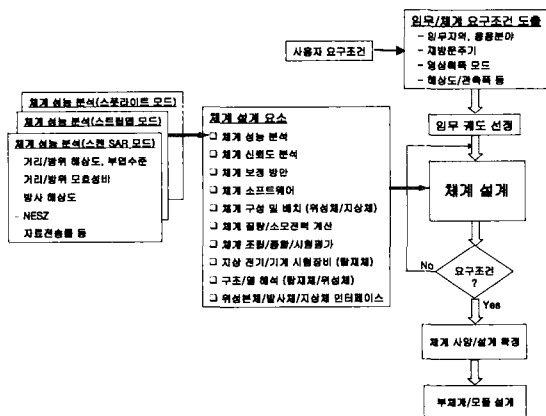 사용자 요구조건
임무/체계 요구조건 도출
- 임무지역, 응용분야
- 재방문주기
- 영상획득 모드
- 해상도/관측폭 등
임무 궤도 선정
체계 성능 분석(스폿라이트 모드)
체계 성능 분석(스트립맵 모드)
체계 성능 분석(스캔 SAR 모드)
거리/방위 해상도, 부엽수준
거리/방위 모호성비
방사 해상도
- NESZ
자료전송률 등
체계 설계 요소
□ 체계 성능 분석
□ 체계 신뢰도 분석
□ 체계 보정 방안
□ 체계 소프트웨어
□ 체계 구성 및 배치 (위성체/지상체)
□ 체계 질량/소모전력 계산
□ 체계 조립/통합/시험평가
□ 지상 전기/기계 시험장비 (탑재체)
□ 구조/열 해석 (탑재체/위성체)
□ 위성본체/발사체/지상체 인터페이스
체계 설계
No
요구조건
?
Yes
체계 사양/설계 확정
부체계/모듈 설계